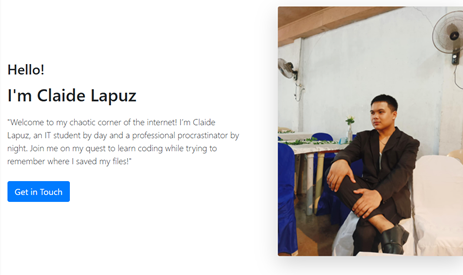 Hello!
I'm Claide Lapuz
"Welcome to my chaotic corner of the internet! I'm Claide
Lapuz, an IT student by day and a professional procrastinator by
night. Join me on my quest to learn coding while trying to
remember where I saved my files!"
Get in Touch